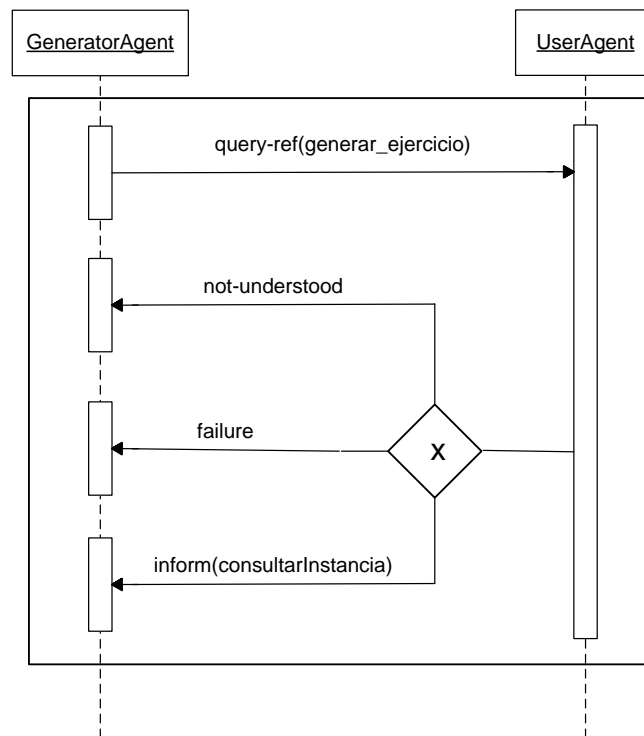 GeneratorAgent
UserAgent
query-ref(generar_ejercicio)
not-understood
failure
x
inform(consultarInstancia)